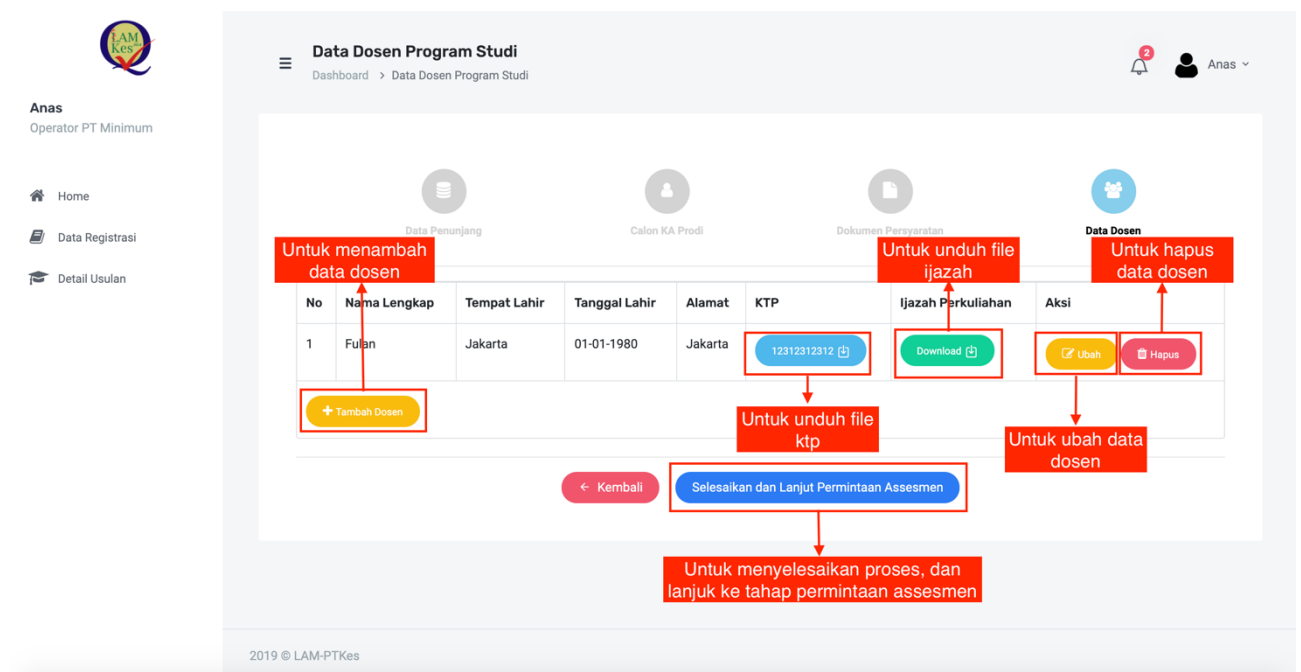 LAM
Kes
Data Dosen Program Studi
Dashboard > Data Dosen Program Studi
2
Anas
Anas
Operator PT Minimum
Home
Data Registrasi
Detail Usulan
Data Penunjang
Calon KA Prodi
Dokumen Persyaratan
Data Dosen
Untuk menambah
data dosen
Untuk unduh file
ijazah
Untuk hapus
data dosen
No Nama Lengkap Tempat Lahir Tanggal Lahir Alamat KTP Ijazah Perkuliahan Aksi
1 Fulan Jakarta 01-01-1980 Jakarta 12312312312 Download Ubah Hapus
+ Tambah Dosen
Untuk unduh file
ktp
Untuk ubah data
dosen
← Kembali
Selesaikan dan Lanjut Permintaan Assesmen
Untuk menyelesaikan proses, dan
lanjuk ke tahap permintaan assesmen
2019 © LAM-PTKes